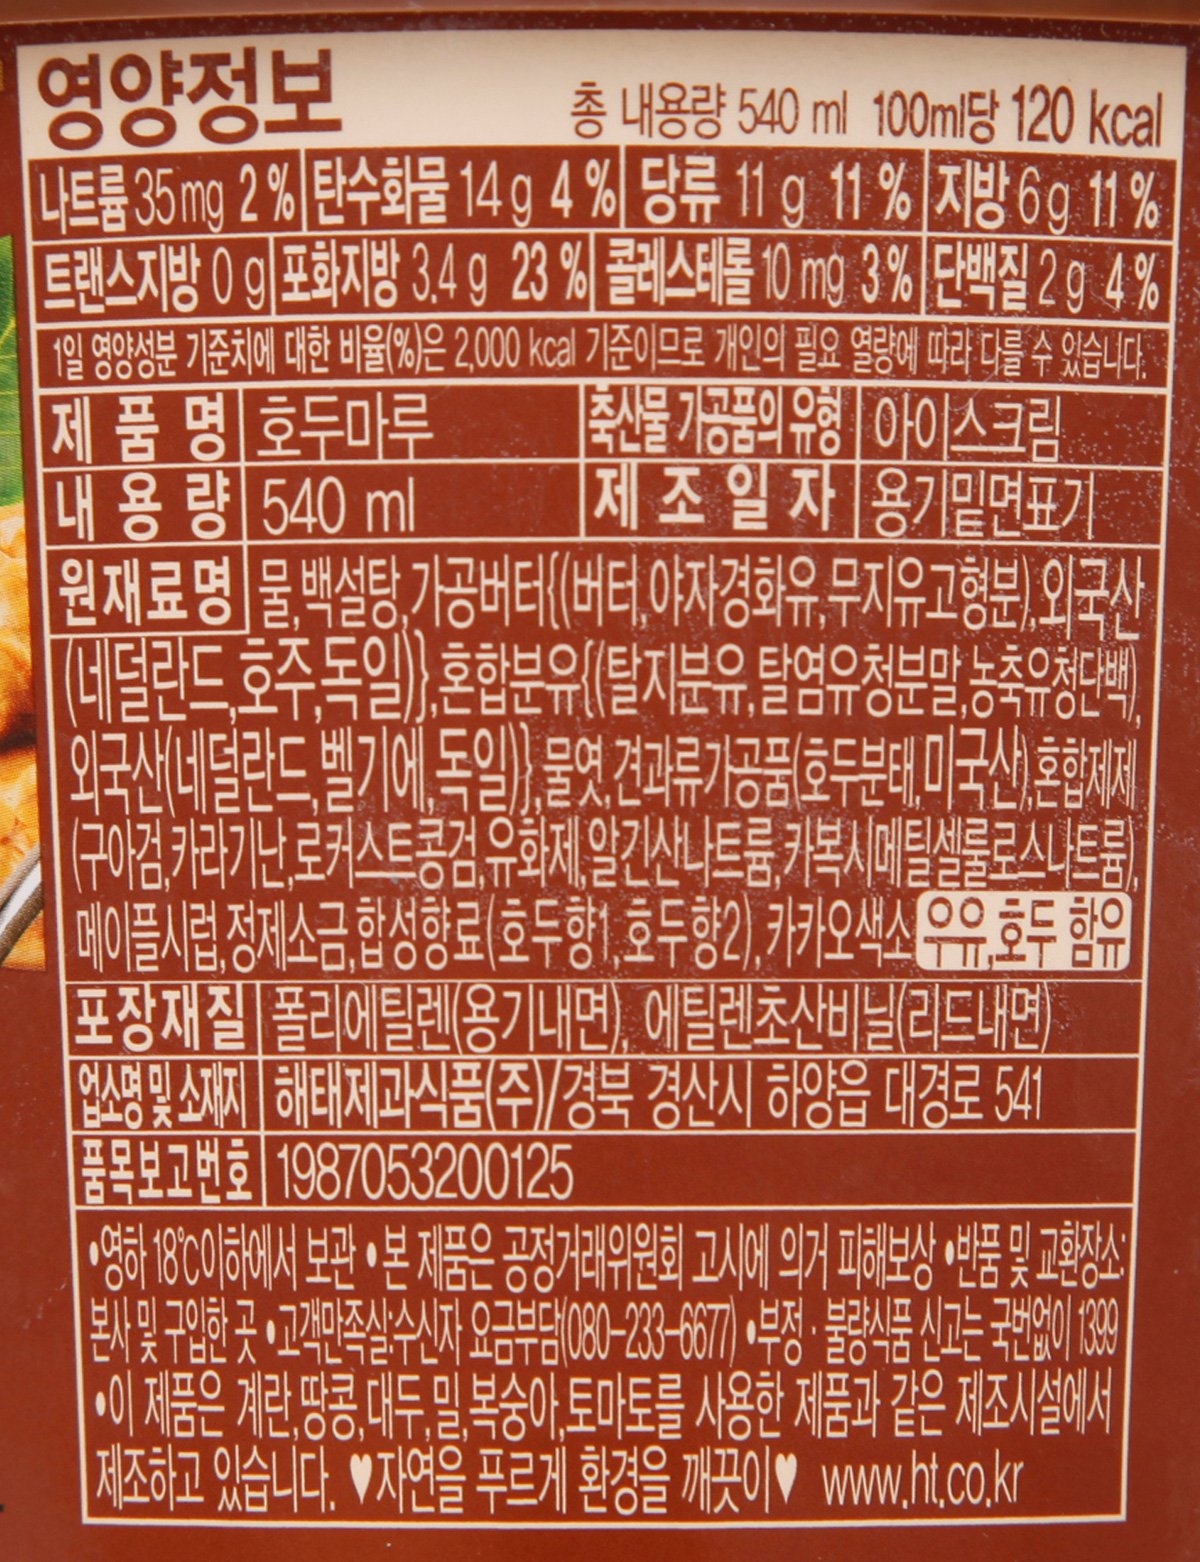 영양정보
총 내용량 540 ml 100ml당 120 kcal
나트륨 35mg 2% 탄수화물 14g 4% 당류 11g 11% 지방 6g 11%
트랜스지방 0g 포화지방 3.4g 23% 콜레스테롤 10mg 3% 단백질 2g 4%
1일 영양성분 기준치에 대한 비율(%)은 2,000 kcal 기준이므로 개인의 필요 열량에 따라 다를 수 있습니다.
제품명 호두마루 축산물 가공품의 유형 아이스크림
내용량 540 ml 제조일자 용기밑면표기
원재료명 물,백설탕,가공버터{(버터,야자경화유,무지유고형분),외국산
(네덜란드,호주,독일)},혼합분유{(탈지분유,탈염유청분말,농축유청단백),
외국산(네덜란드,벨기에,독일)},물엿,견과류가공품(호두분태,미국산),혼합제제
(구아검,카라기난,로커스트콩검,유화제,알긴산나트륨,카복시메틸셀룰로스나트륨),
메이플시럽,정제소금,합성향료(호두향1,호두향2),카카오색소 우유,호두 함유
포장재질 폴리에틸렌(용기내면), 에틸렌초산비닐(리드내면)
업소명 및 소재지 해태제과식품(주)/경북 경산시 하양읍 대경로 541
품목보고번호 1987053200125
•영하 18℃이하에서 보관 •본 제품은 공정거래위원회 고시에 의거 피해보상 •반품 및 교환장소:
본사 및 구입한 곳 •고객만족실:수신자 요금부담(080-233-6677) •부정·불량식품 신고는 국번없이 1399
•이 제품은 계란,땅콩,대두,밀,복숭아,토마토를 사용한 제품과 같은 제조시설에서
제조하고 있습니다. ♥자연을 푸르게 환경을 깨끗이♥ www.ht.co.kr